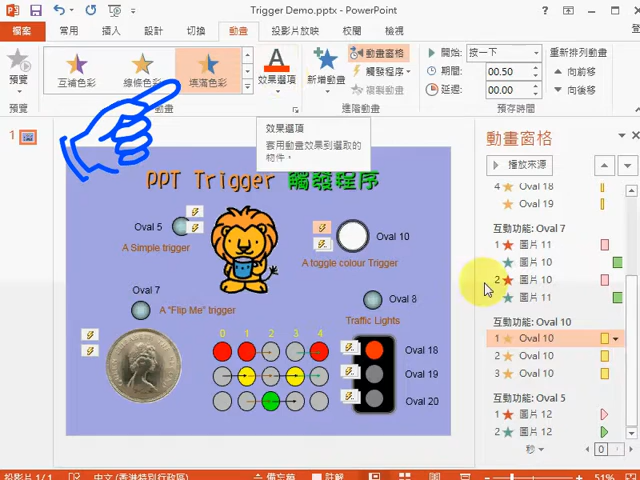 Trigger Demo.pptx - PowerPoint
檔案 常用 插入 設計 切換 動畫 投影片放映 校閱 檢視
預覽 互補色彩 線條色彩 填滿色彩 效果選項 新增動畫
動畫窗格
觸發程序
複製動畫
開始: 按一下
期間: 00.50
延遲: 00.00
重新排列動畫
向前移
向後移
預覽 動畫 進階動畫 預存時間
效果選項
套用動畫效果到選取的
物件。
1
PPT Trigger 觸發程序
Oval 5
A Simple trigger
Oval 10
A toggle colour Trigger
Oval 7
A "Flip Me" trigger
Oval 8
Traffic Lights
0 1 2 3 4
Oval 18
Oval 19
Oval 20
動畫窗格
播放來源
4 Oval 18
Oval 19
互動功能: Oval 7
1 圖片 11
圖片 10
2 圖片 10
圖片 11
互動功能: Oval 10
1 Oval 10
2 Oval 10
3 Oval 10
互動功能: Oval 5
1 圖片 12
2 圖片 12
秒 0
投影片 1/1 中文 (香港特別行政區) 備忘稿 註解 51%